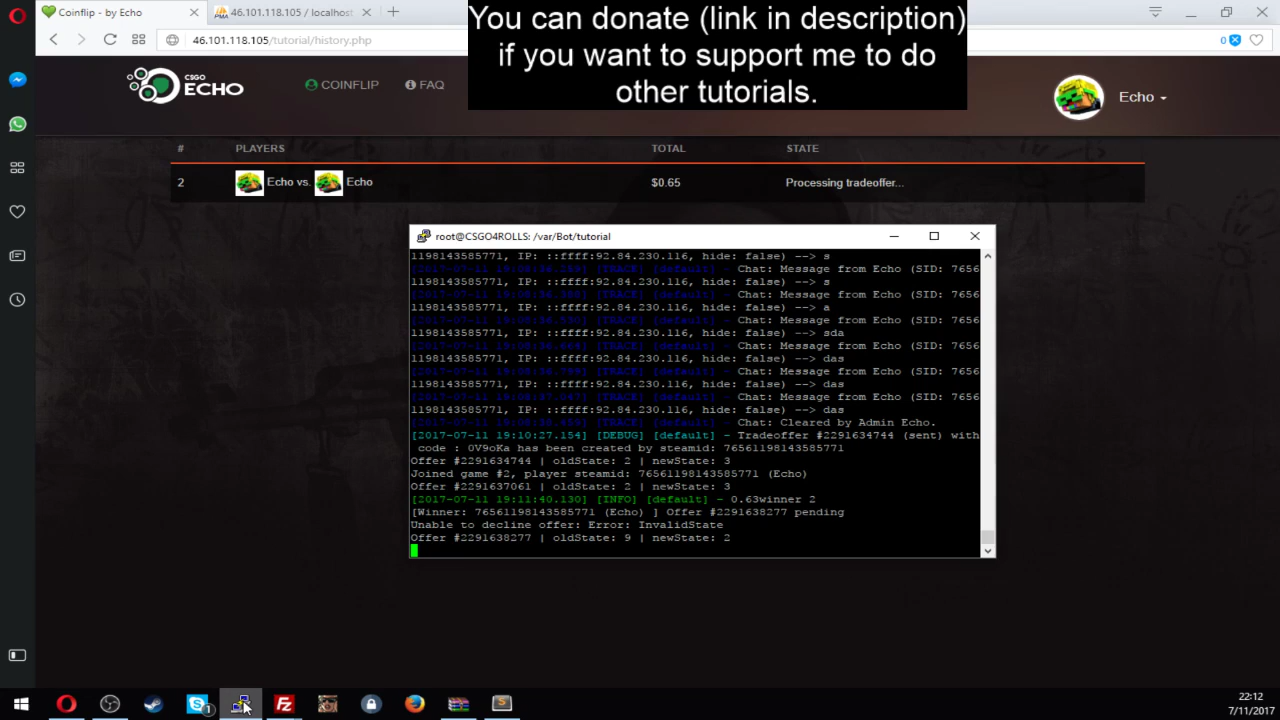 Coinflip - by Echo
46.101.118.105 / localhost
46.101.118.105/tutorial/history.php
0
You can donate (link in description)
if you want to support me to do
other tutorials.
CSGO
ECHO
COINFLIP
FAQ
Echo
# PLAYERS TOTAL STATE
2 Echo vs. Echo $0.65 Processing tradeoffer...
root@CSGO4ROLLS: /var/Bot/tutorial
1198143585771, IP: ::ffff:92.84.230.116, hide: false) --> s
Chat: Message from Echo (SID: 7656
1198143585771, IP: ::ffff:92.84.230.116, hide: false) --> s
Chat: Message from Echo (SID: 7656
1198143585771, IP: ::ffff:92.84.230.116, hide: false) --> a
Chat: Message from Echo (SID: 7656
1198143585771, IP: ::ffff:92.84.230.116, hide: false) --> sda
Chat: Message from Echo (SID: 7656
1198143585771, IP: ::ffff:92.84.230.116, hide: false) --> das
Chat: Message from Echo (SID: 7656
1198143585771, IP: ::ffff:92.84.230.116, hide: false) --> das
Chat: Message from Echo (SID: 7656
1198143585771, IP: ::ffff:92.84.230.116, hide: false) --> das
Chat: Cleared by Admin Echo.
[2017-07-11 19:10:27.154] [DEBUG] [default] - Tradeoffer #2291634744 (sent) with
code : 0V9oKa has been created by steamid: 76561198143585771
Offer #2291634744 | oldState: 2 | newState: 3
Joined game #2, player steamid: 76561198143585771 (Echo)
Offer #2291637061 | oldState: 2 | newState: 3
[2017-07-11 19:11:40.130] [INFO] [default] - 0.63winner 2
[Winner: 76561198143585771 (Echo) ] Offer #2291638277 pending
Unable to decline offer: Error: InvalidState
Offer #2291638277 | oldState: 9 | newState: 2
22:12
7/11/2017